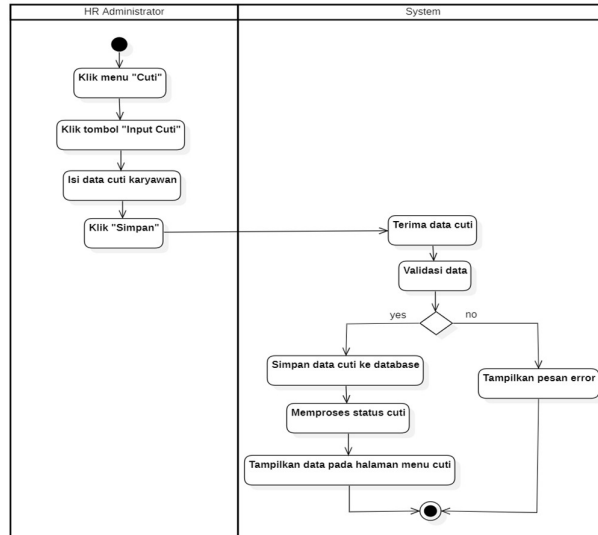 HR Administrator
System
Klik menu "Cuti"
Klik tombol "Input Cuti"
Isi data cuti karyawan
Klik "Simpan"
Terima data cuti
Validasi data
yes
no
Simpan data cuti ke database
Tampilkan pesan error
Memproses status cuti
Tampilkan data pada halaman menu cuti